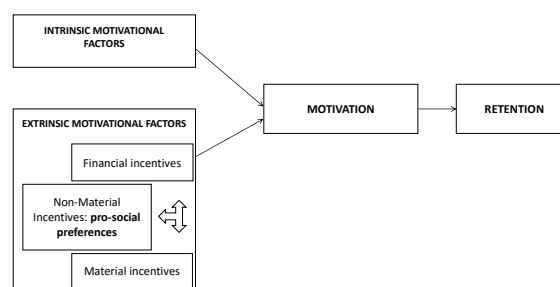 INTRINSIC MOTIVATIONAL
FACTORS
EXTRINSIC MOTIVATIONAL FACTORS
Financial incentives
Non-Material
Incentives: pro-social
preferences
Material incentives
MOTIVATION
RETENTION